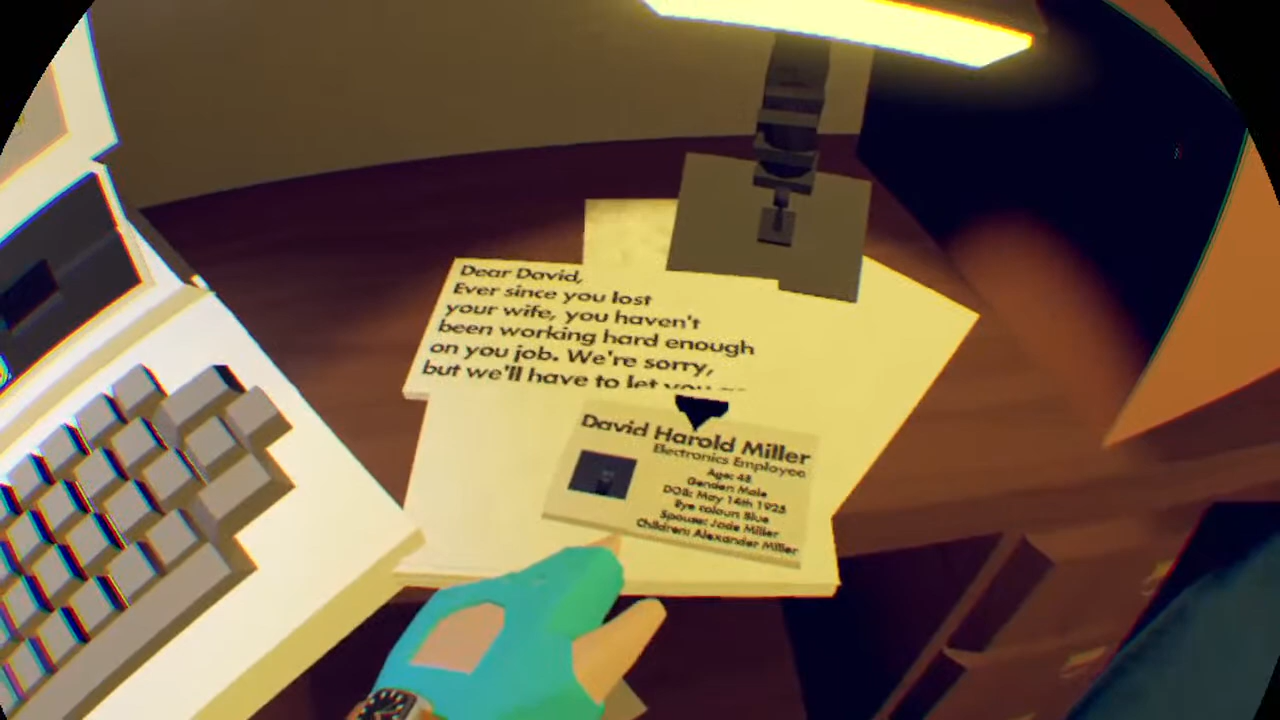 Dear David,
Ever since you lost
your wife, you haven't
been working hard enough
on you job. We're sorry,
but we'll have to let you
David Harold Miller
Electronics Employee
Age: 48
Gender: Male
DOB: May 14th 1925
Eye colour: Blue
Spouse: Jade Miller
Children: Alexander Miller